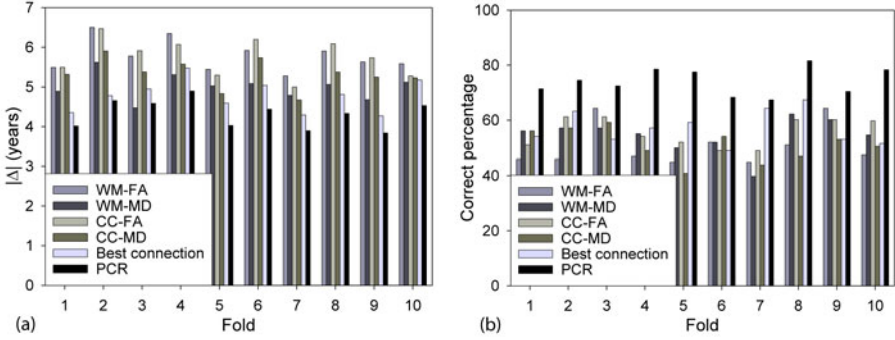 7
6
5
4
3
2
1
0
|Δ| (years)
WM-FA
WM-MD
CC-FA
CC-MD
Best connection
PCR
1 2 3 4 5 6 7 8 9 10
Fold
(a)
100
80
60
40
20
0
Correct percentage
WM-FA
WM-MD
CC-FA
CC-MD
Best connection
PCR
1 2 3 4 5 6 7 8 9 10
Fold
(b)